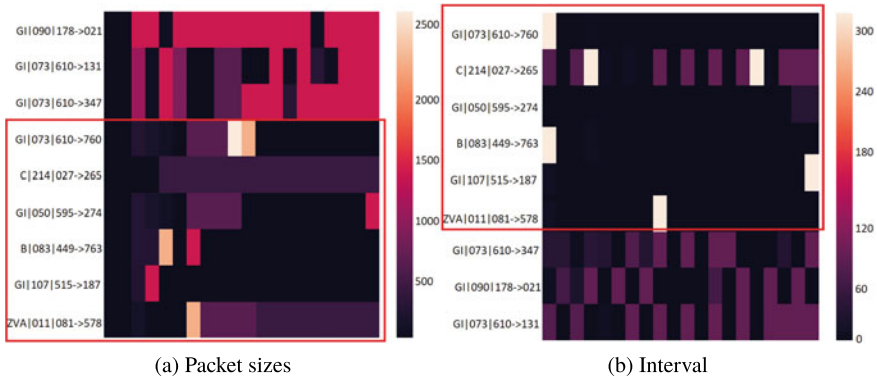 GI|090|178->021
GI|073|610->131
GI|073|610->347
GI|073|610->760
C|214|027->265
GI|050|595->274
B|083|449->763
GI|107|515->187
ZVA|011|081->578
2500
2000
1500
1000
500
(a) Packet sizes
GI|073|610->760
C|214|027->265
GI|050|595->274
B|083|449->763
GI|107|515->187
ZVA|011|081->578
GI|073|610->347
GI|090|178->021
GI|073|610->131
300
240
180
120
60
0
(b) Interval